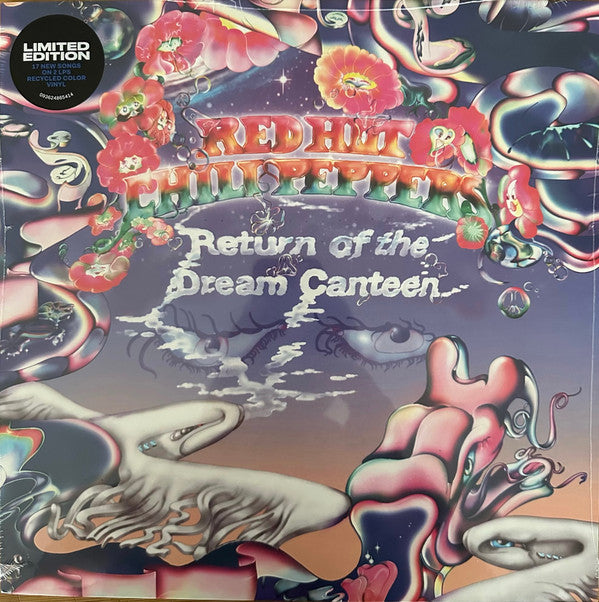 LIMITED
EDITION
17 NEW SONGS
ON 2 LPS
RECYCLED COLOR
VINYL
093624865414
RED HOT
CHILI PEPPERS
Return of the
Dream Canteen